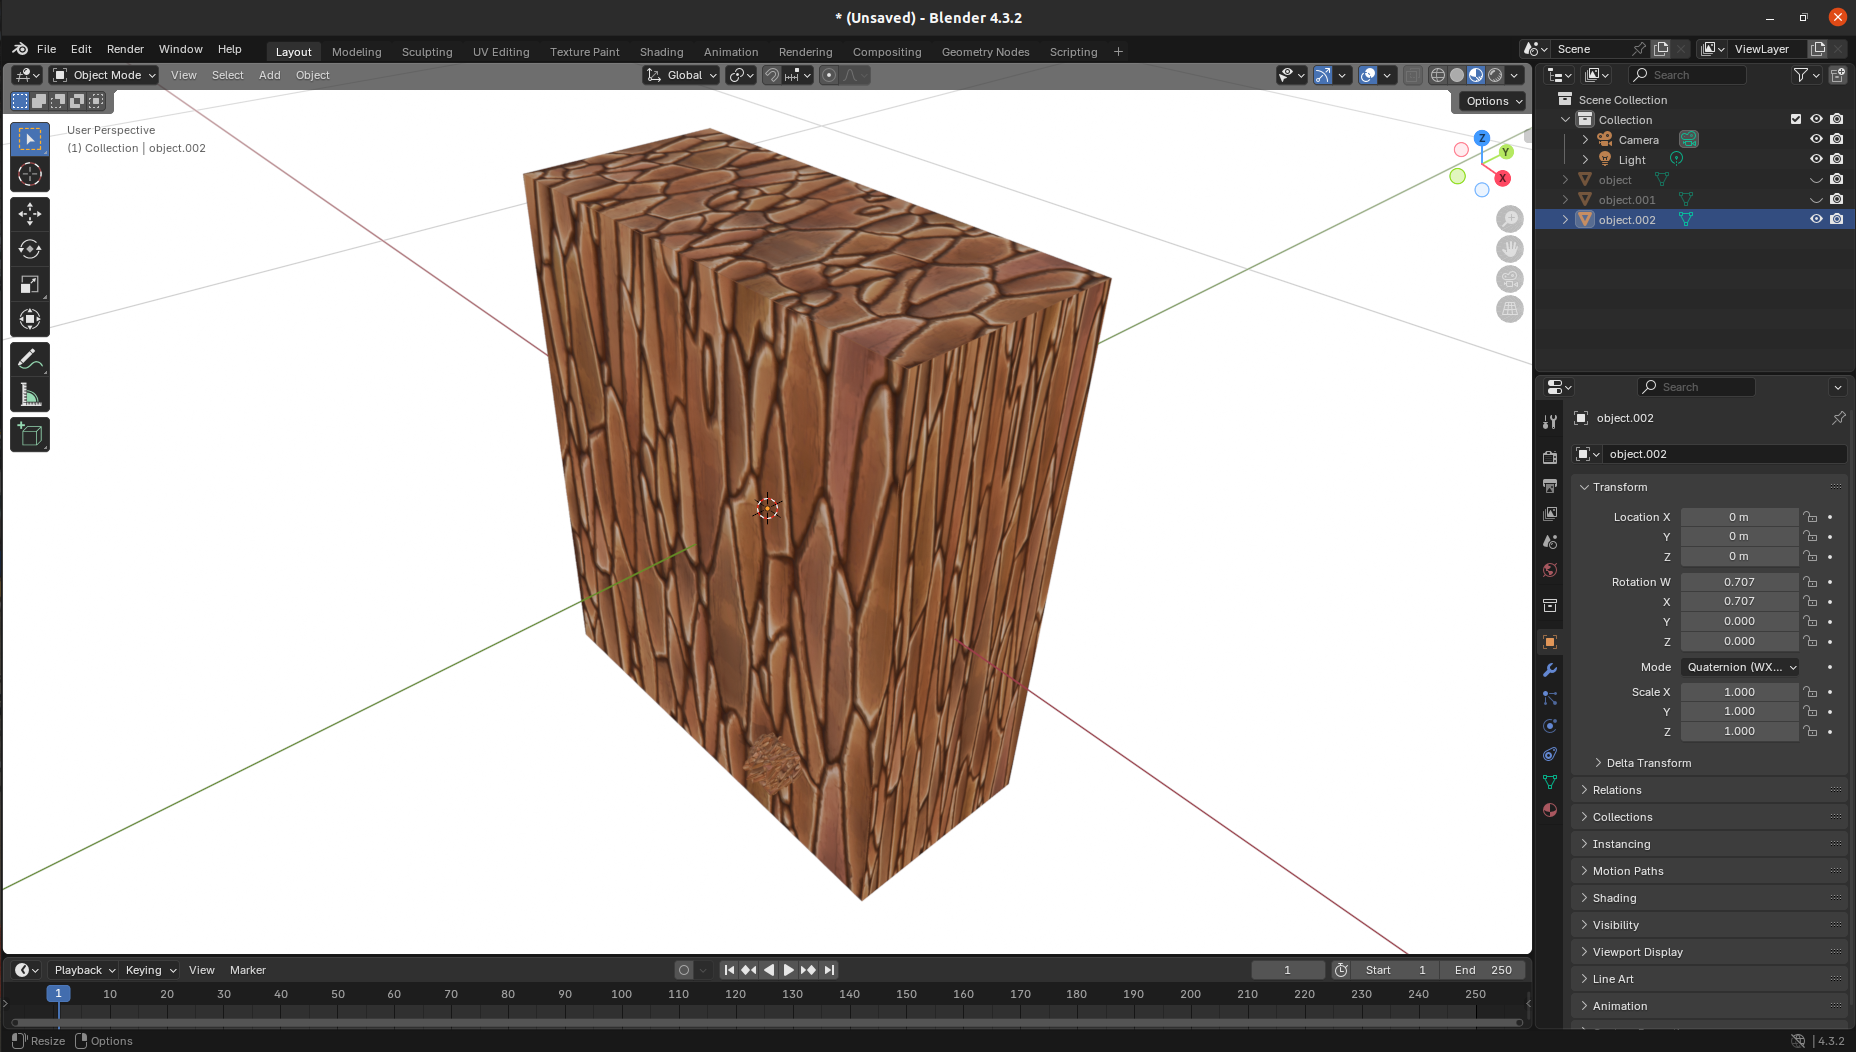 * (Unsaved) - Blender 4.3.2
File Edit Render Window Help Layout Modeling Sculpting UV Editing Texture Paint Shading Animation Rendering Compositing Geometry Nodes Scripting + Scene ViewLayer
Object Mode View Select Add Object Global Search
Options
User Perspective
(1) Collection | object.002
Z
Y
X
Scene Collection
Collection
Camera
Light
object
object.001
object.002
Search
object.002
object.002
Transform
Location X 0 m
Y 0 m
Z 0 m
Rotation W 0.707
X 0.707
Y 0.000
Z 0.000
Mode Quaternion (WX...
Scale X 1.000
Y 1.000
Z 1.000
Delta Transform
Relations
Collections
Instancing
Motion Paths
Shading
Visibility
Viewport Display
Line Art
Animation
Playback Keying View Marker 1 Start 1 End 250
1 10 20 30 40 50 60 70 80 90 100 110 120 130 140 150 160 170 180 190 200 210 220 230 240 250
Resize Options 4.3.2